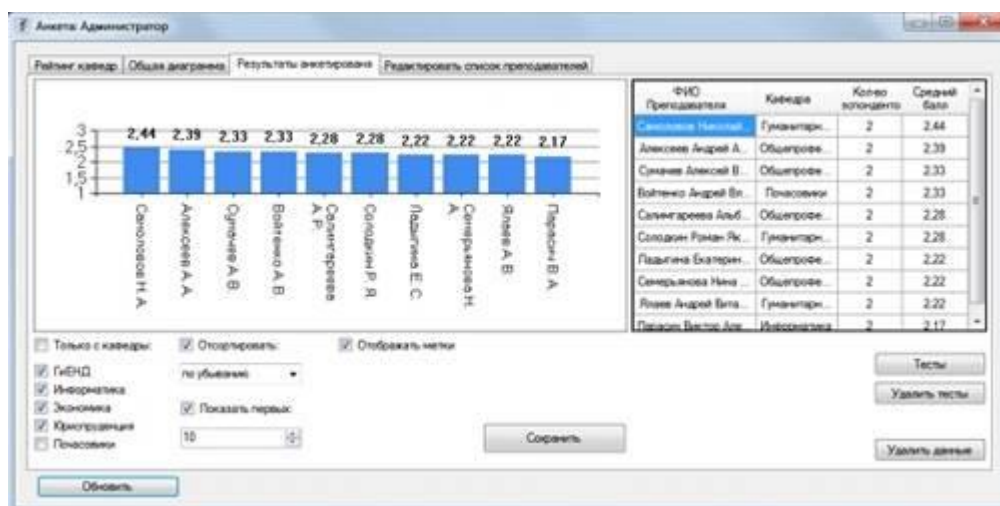 Анкета: Администратор
Рейтинг кафедр Общая диаграмма Результаты анкетирования Редактировать список преподавателей
3
2,5
2
1,5
1
2,44 2,39 2,33 2,33 2,28 2,28 2,22 2,22 2,22 2,17
Самоловов Н. А.
Алексеев А. А.
Сумачев А. В.
Войтенко А. В.
Салимгареева А. Р.
Солодкин Р. Я.
Ладыгина Е. С.
Семерьянова Н. А.
Япаев А. В.
Парасич В. А.
ФИО Преподавателя Кафедра Кол-во Средний балл
Самоловов Николай... Гуманитарн... 2 2.44
Алексеев Андрей А... Общепрофе... 2 2.39
Сумачев Алексей В... Общепрофе... 2 2.33
Войтенко Андрей Вл... Почасовики 2 2.33
Салимгареева Альб... Общепрофе... 2 2.28
Солодкин Роман Як... Гуманитарн... 2 2.28
Ладыгина Екатерин... Общепрофе... 2 2.22
Семерьянова Нина ... Общепрофе... 2 2.22
Андрей Вита... Гуманитарн... 2 2.22
Парасич Виктор Але... Информатика 2 2.17
Только с кафедры:
ГиЕНД
Информатика
Экономика
Юриспруденция
Почасовики
Отсортировать:
по убыванию
Показать первых:
10
Отображать метки
Сохранить
Тесты
Удалить тесты
Удалить данные
Обновить